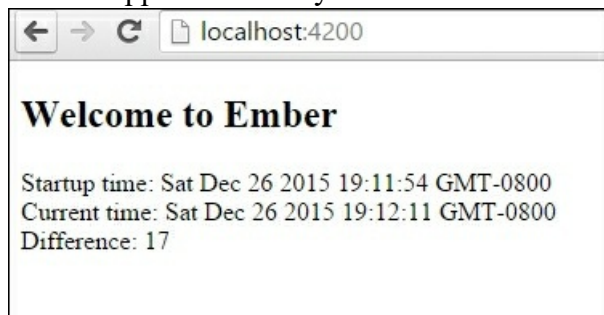 localhost:4200
Welcome to Ember
Startup time: Sat Dec 26 2015 19:11:54 GMT-0800
Current time: Sat Dec 26 2015 19:12:11 GMT-0800
Difference: 17